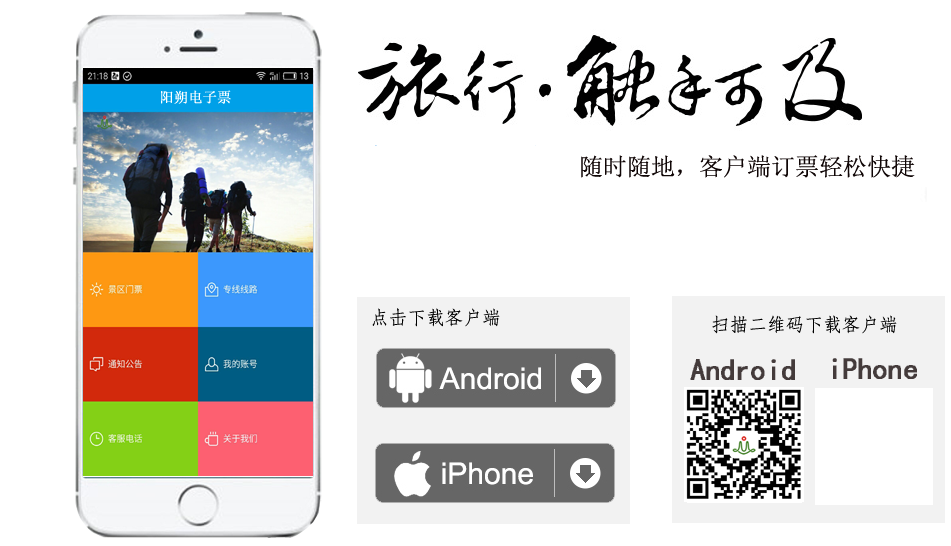 21:18
13
阳朔电子票
景区门票
专线线路
通知公告
我的账号
客服电话
关于我们
旅行·触手可及
随时随地，客户端订票轻松快捷
点击下载客户端
Android
iPhone
扫描二维码下载客户端
Android
iPhone